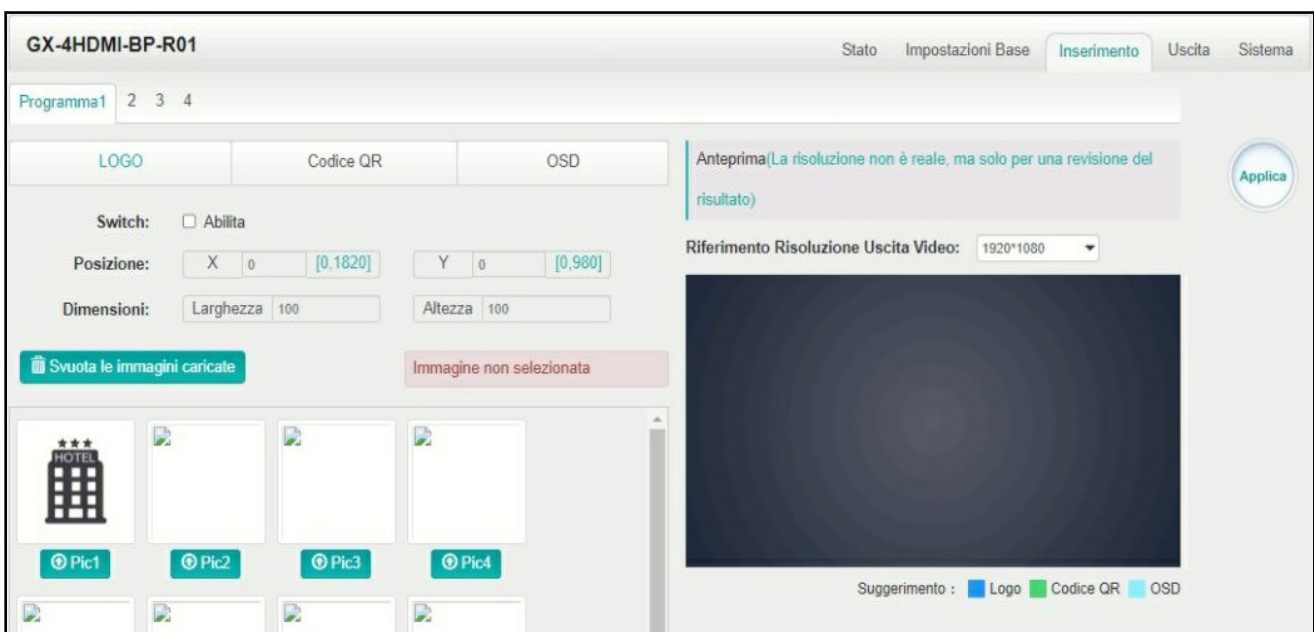 GX-4HDMI-BP-R01
Stato Impostazioni Base Inserimento Uscita Sistema
Programma1 2 3 4
LOGO Codice QR OSD
Switch: Abilita
Posizione: X 0 [0,1820] Y 0 [0,980]
Dimensioni: Larghezza 100 Altezza 100
Svuota le immagini caricate Immagine non selezionata
HOTEL
Pic1 Pic2 Pic3 Pic4
Anteprima(La risoluzione non è reale, ma solo per una revisione del
risultato)
Applica
Riferimento Risoluzione Uscita Video: 1920*1080
Suggerimento : Logo Codice QR OSD